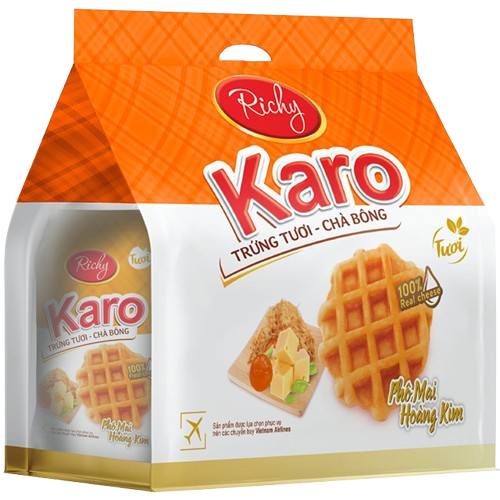 Richy
Karo
TRỨNG TƯƠI - CHÀ BÔNG
Tươi
100%
Real cheese
Phô Mai
Hoàng Kim
Sản phẩm được lựa chọn phục vụ
trên các chuyến bay Vietnam Airlines
Richy
Tươi
Karo
TRỨNG TƯƠI - CHÀ BÔNG
100%
Real cheese
Phô Mai
Hoàng Kim